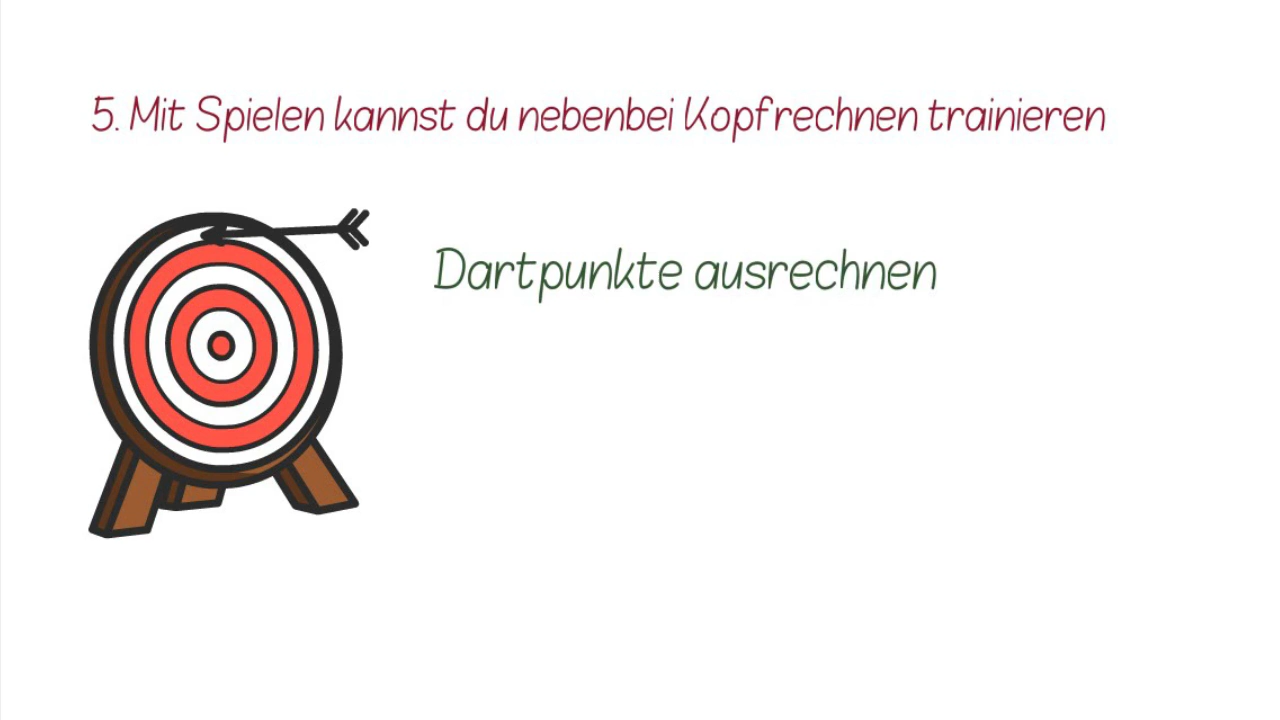 5. Mit Spielen kannst du nebenbei Kopfrechnen trainieren
Dartpunkte ausrechnen